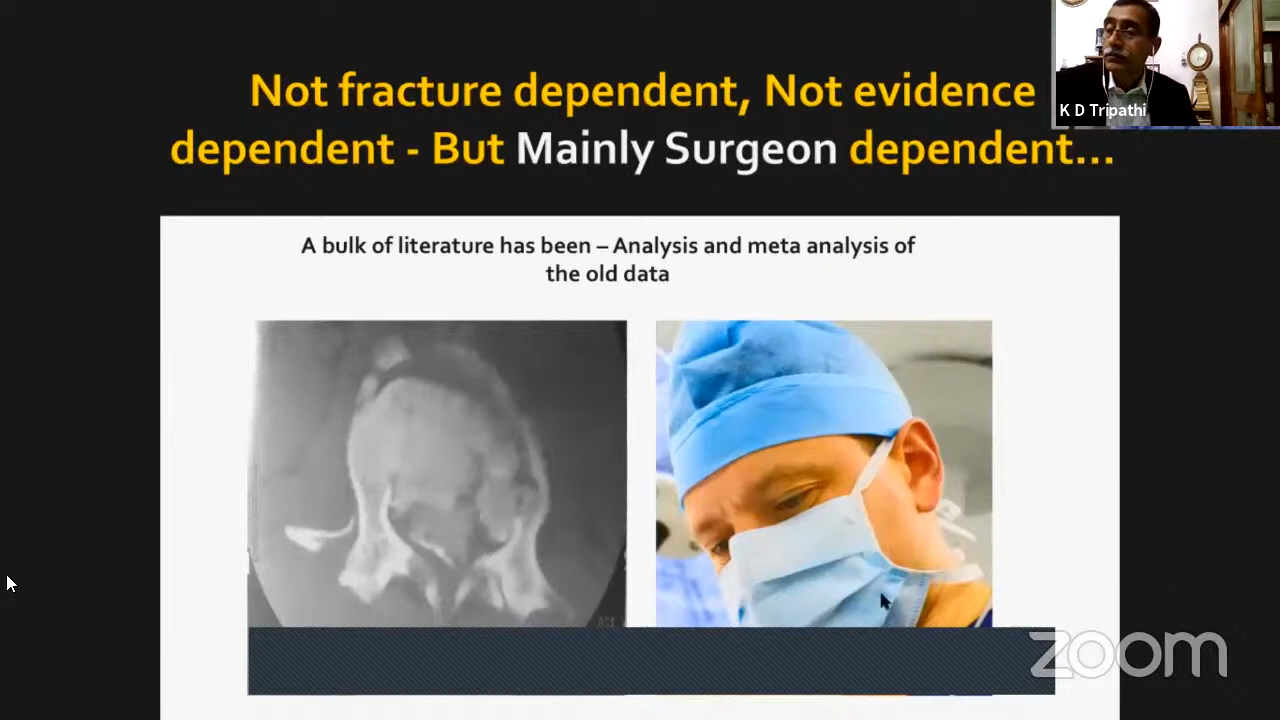 Not fracture dependent, Not evidence
dependent - But Mainly Surgeon dependent...
K D Tripathi
A bulk of literature has been – Analysis and meta analysis of
the old data
zoom